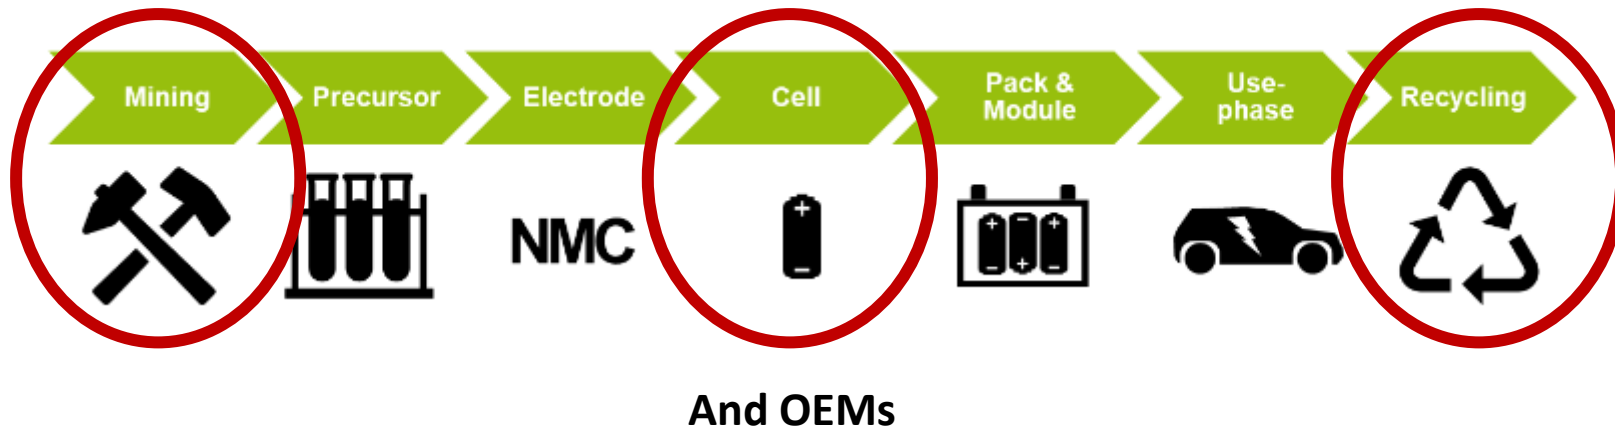 Mining
Precursor
Electrode
Cell
Pack &
Module
Use-
phase
Recycling
NMC
And OEMs